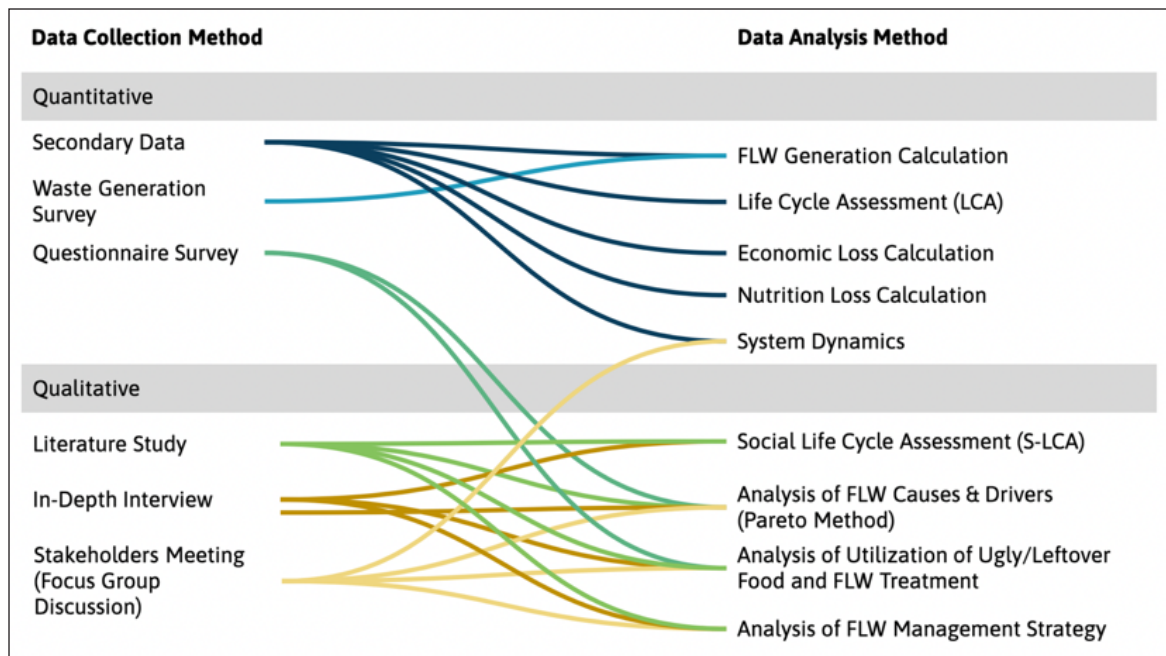 Data Collection Method
Data Analysis Method
Quantitative
Secondary Data
Waste Generation
Survey
Questionnaire Survey
FLW Generation Calculation
Life Cycle Assessment (LCA)
Economic Loss Calculation
Nutrition Loss Calculation
System Dynamics
Qualitative
Literature Study
In-Depth Interview
Stakeholders Meeting
(Focus Group
Discussion)
Social Life Cycle Assessment (S-LCA)
Analysis of FLW Causes & Drivers
(Pareto Method)
Analysis of Utilization of Ugly/Leftover
Food and FLW Treatment
Analysis of FLW Management Strategy